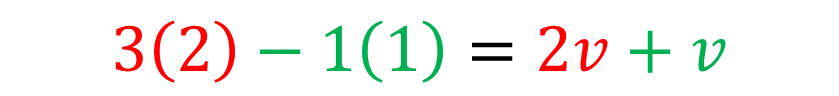 3(2) − 1(1) = 2v + v